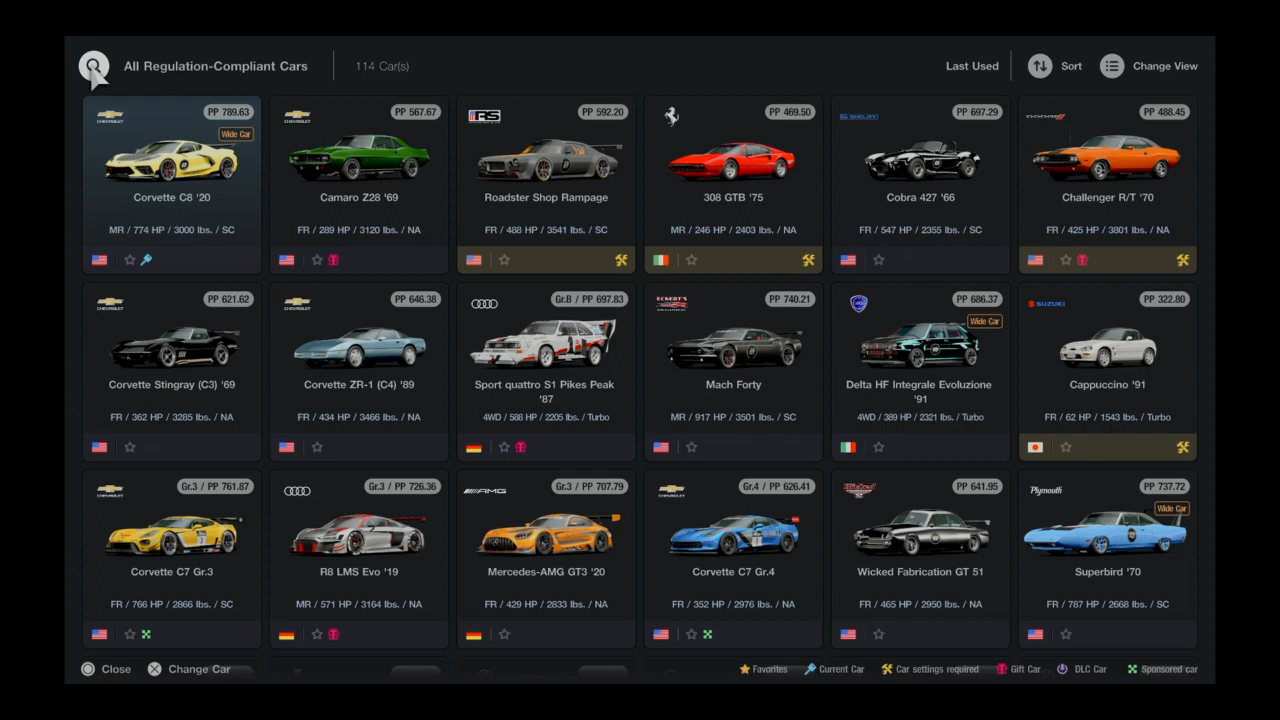 All Regulation-Compliant Cars
114 Car(s)
Last Used
Sort
Change View
CHEVROLET
PP 789.63
Wide Car
Corvette C8 '20
MR / 774 HP / 3000 lbs. / SC
CHEVROLET
PP 567.67
Camaro Z28 '69
FR / 289 HP / 3120 lbs. / NA
RS
PP 592.20
Roadster Shop Rampage
FR / 488 HP / 3541 lbs. / SC
PP 469.50
308 GTB '75
MR / 246 HP / 2403 lbs. / NA
SHELBY
PP 697.29
Cobra 427 '66
FR / 547 HP / 2355 lbs. / SC
DODGE
PP 488.45
Challenger R/T '70
FR / 425 HP / 3801 lbs. / NA
CHEVROLET
PP 621.62
Corvette Stingray (C3) '69
FR / 362 HP / 3285 lbs. / NA
CHEVROLET
PP 646.38
Corvette ZR-1 (C4) '89
FR / 434 HP / 3466 lbs. / NA
Gr.B / PP 697.83
Sport quattro S1 Pikes Peak
'87
4WD / 588 HP / 2205 lbs. / Turbo
ECKERT'S
PP 740.21
Mach Forty
MR / 917 HP / 3501 lbs. / SC
PP 686.37
Wide Car
Delta HF Integrale Evoluzione
'91
4WD / 389 HP / 2321 lbs. / Turbo
SUZUKI
PP 322.80
Cappuccino '91
FR / 62 HP / 1543 lbs. / Turbo
CHEVROLET
Gr.3 / PP 761.87
Corvette C7 Gr.3
FR / 766 HP / 2866 lbs. / SC
Gr.3 / PP 726.36
R8 LMS Evo '19
MR / 571 HP / 3164 lbs. / NA
AMG
Gr.3 / PP 707.79
Mercedes-AMG GT3 '20
FR / 429 HP / 2833 lbs. / NA
CHEVROLET
Gr.4 / PP 626.41
Corvette C7 Gr.4
FR / 352 HP / 2976 lbs. / NA
PP 641.95
Wicked Fabrication GT 51
FR / 465 HP / 2950 lbs. / NA
Plymouth
PP 737.72
Wide Car
Superbird '70
FR / 787 HP / 2668 lbs. / SC
Close
Change Car
Favorites
Current Car
Car settings required
Gift Car
DLC Car
Sponsored car